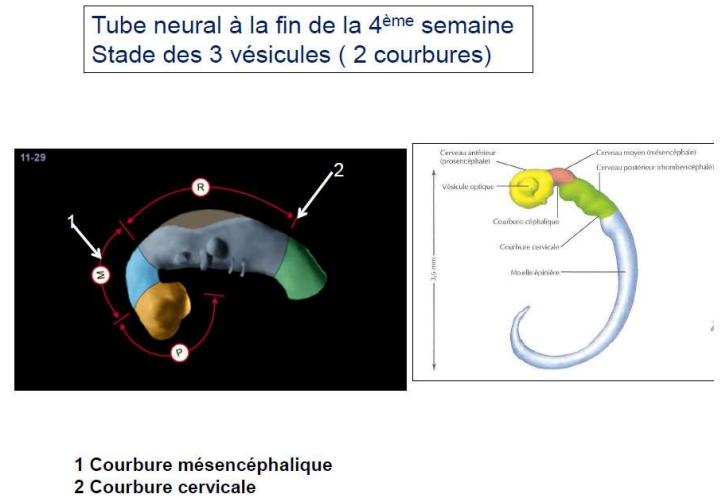 Tube neural à la fin de la 4ème semaine
Stade des 3 vésicules ( 2 courbures)
11-29
1
2
R
M
P
Cerveau antérieur
(prosencéphale)
Cerveau moyen (mésencéphale)
Cerveau postérieur (rhombencéphale)
Vésicule optique
Courbure céphalique
Courbure cervicale
Moelle épinière
3,6 mm
1 Courbure mésencéphalique
2 Courbure cervicale